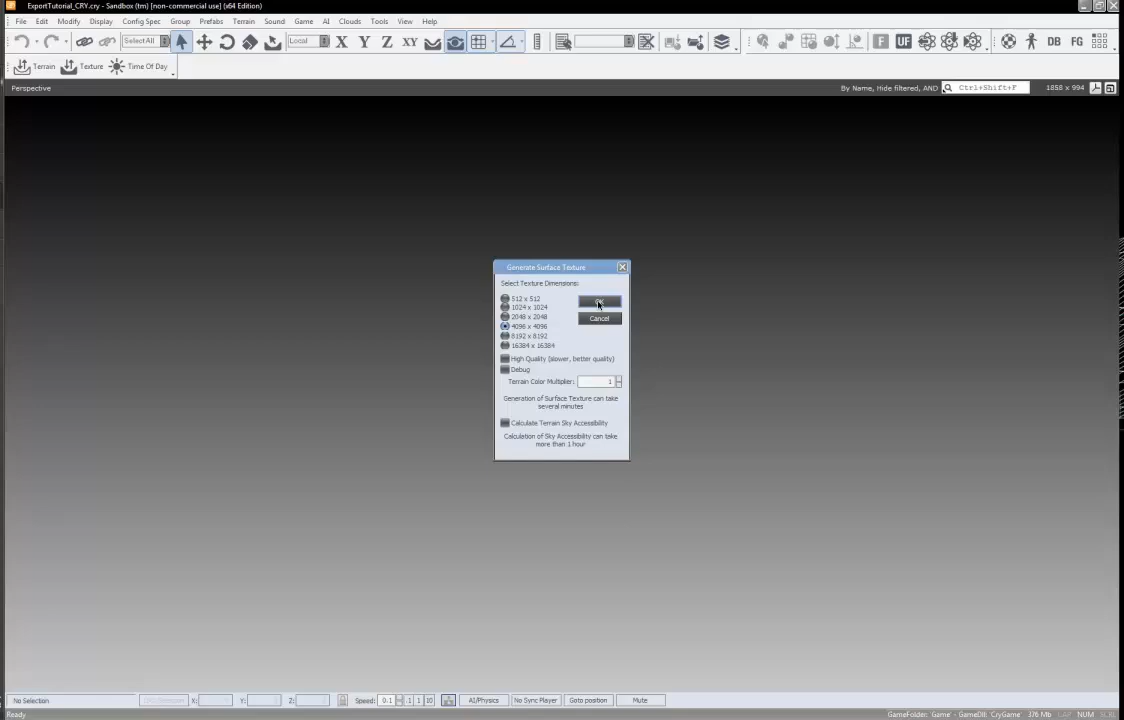 ExportTutorial_CRY.cry - Sandbox (tm) [non-commercial use] (x64 Edition)
File Edit Modify Display Config Spec Group Prefabs Terrain Sound Game AI Clouds Tools View Help
Select All Local X Y Z XY F UF DB FG
Terrain Texture Time Of Day
Perspective By Name, Hide filtered, AND Ctrl+Shift+F 1858 x 994
Generate Surface Texture
Select Texture Dimensions:
512 x 512
1024 x 1024
2048 x 2048
4096 x 4096
8192 x 8192
16384 x 16384
OK
Cancel
High Quality (slower, better quality)
Debug
Terrain Color Multiplier: 1
Generation of Surface Texture can take
several minutes
Calculate Terrain Sky Accessibility
Calculation of Sky Accessibility can take
more than 1 hour
No Selection X: Y: Z: Speed: 0.1 .1 1 10 AI/Physics No Sync Player Goto position Mute
Ready GameFolder: 'Game' - GameDll: 'CryGame' 376 Mb CAP NUM SCRL